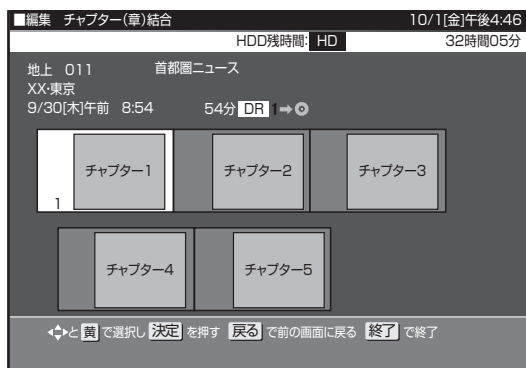 ■編集 チャプター(章)結合 10/1[金]午後4:46
HDD残時間: HD 32時間05分
地上 011 首都圏ニュース
XX・東京
9/30[木]午前 8:54 54分 DR 1➡
チャプター1 チャプター2 チャプター3
1
チャプター4 チャプター5
と 黄 で選択し 決定 を押す 戻る で前の画面に戻る 終了 で終了